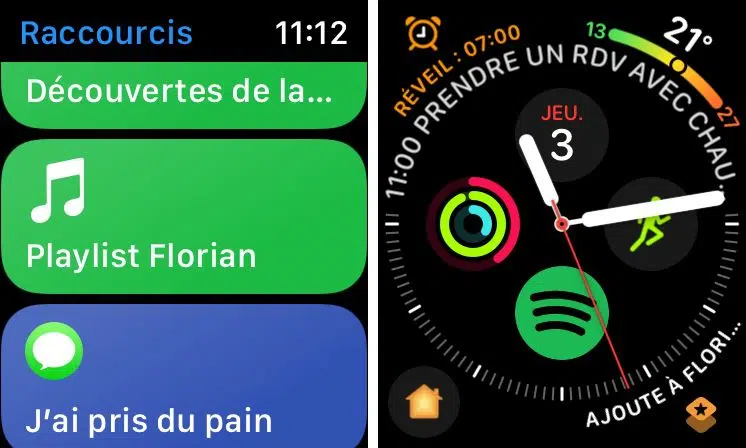 Raccourcis 11:12
Découvertes de la...
Playlist Florian
J'ai pris du pain
RÉVEIL : 07:00
11:00 PRENDRE UN RDV AVEC CHAU...
13 21° 27
JEU.
3
AJOUTE À FLORI...